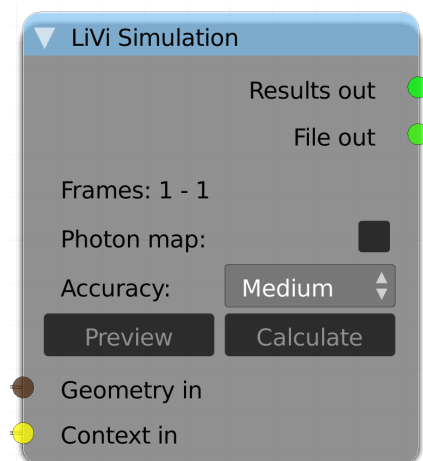 LiVi Simulation
Results out
File out
Frames: 1 - 1
Photon map:
Accuracy: Medium
Preview Calculate
Geometry in
Context in